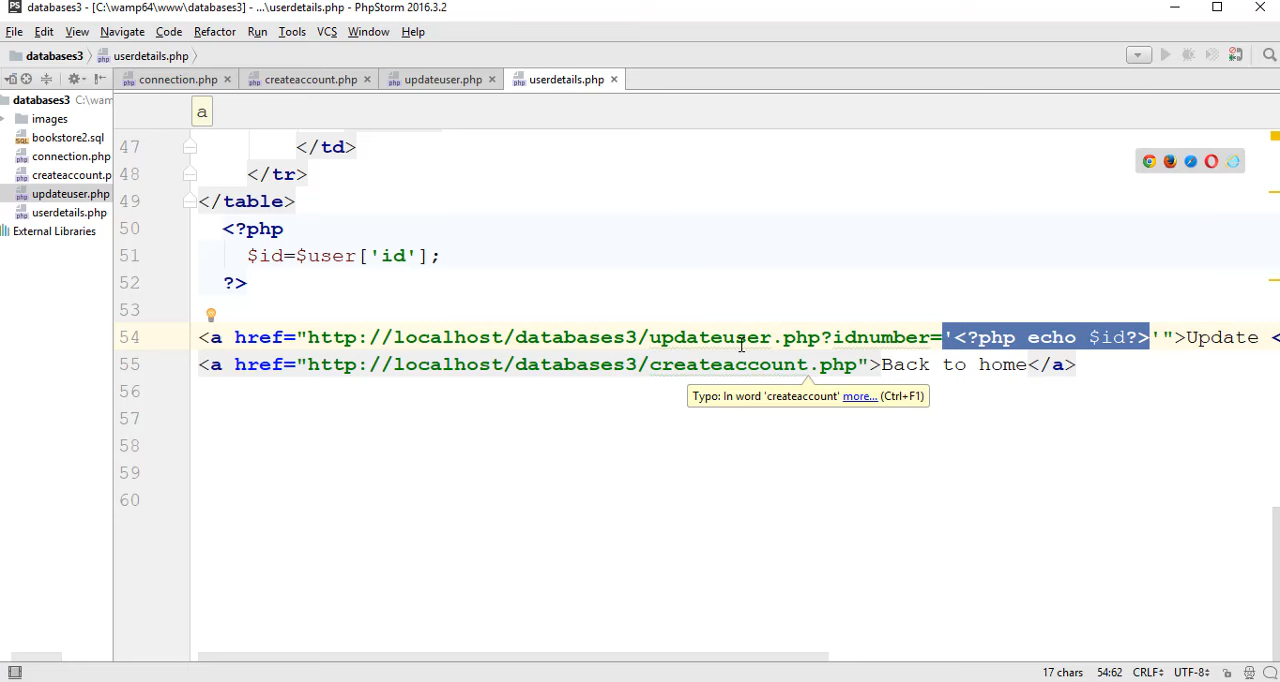 PS databases3 - [C:\wamp64\www\databases3] - ...\userdetails.php - PhpStorm 2016.3.2
File Edit View Navigate Code Refactor Run Tools VCS Window Help
databases3 userdetails.php
connection.php createaccount.php updateuser.php userdetails.php
databases3 C:\wam
images
bookstore2.sql
connection.php
createaccount.p
updateuser.php
userdetails.php
External Libraries
a
47 </td>
48 </tr>
49 </table>
50 <?php
51 $id=$user['id'];
52 ?>
53
54 <a href="http://localhost/databases3/updateuser.php?idnumber='<?php echo $id?>'">Update <
55 <a href="http://localhost/databases3/createaccount.php">Back to home</a>
Typo: In word 'createaccount' more... (Ctrl+F1)
56
57
58
59
60
17 chars 54:62 CRLF UTF-8